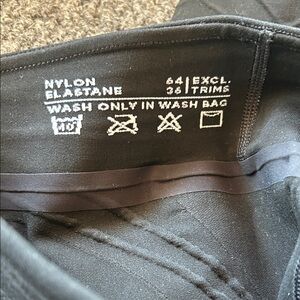 NYLON 64 | EXCL.
ELASTANE 36 | TRIMS
WASH ONLY IN WASH BAG
40